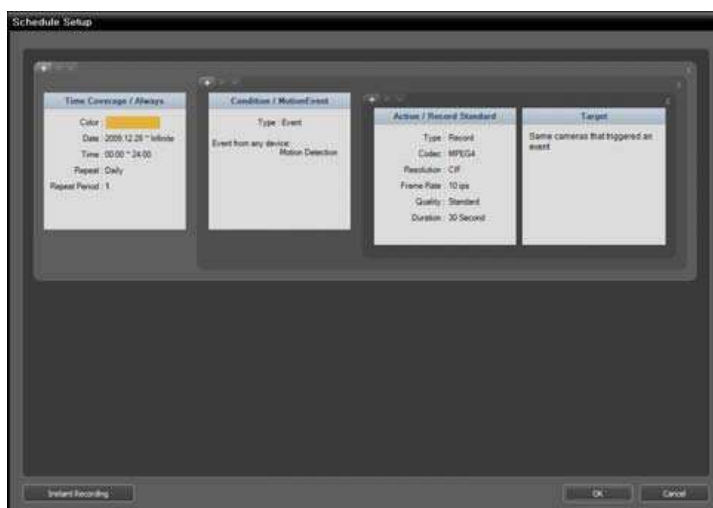 Schedule Setup
Time Coverage / Always
Color :
Date : 2009.12.28 ~ Infinite
Time : 00:00 ~ 24:00
Repeat : Daily
Repeat Period : 1
Condition / MotionEvent
Type : Event
Event from any device:
Motion Detection
Action / Record Standard
Type : Record
Codec : MPEG4
Resolution : CIF
Frame Rate : 10 ips
Quality : Standard
Duration : 30 Second
Target
Same cameras that triggered an
event
Instant Recording
OK
Cancel